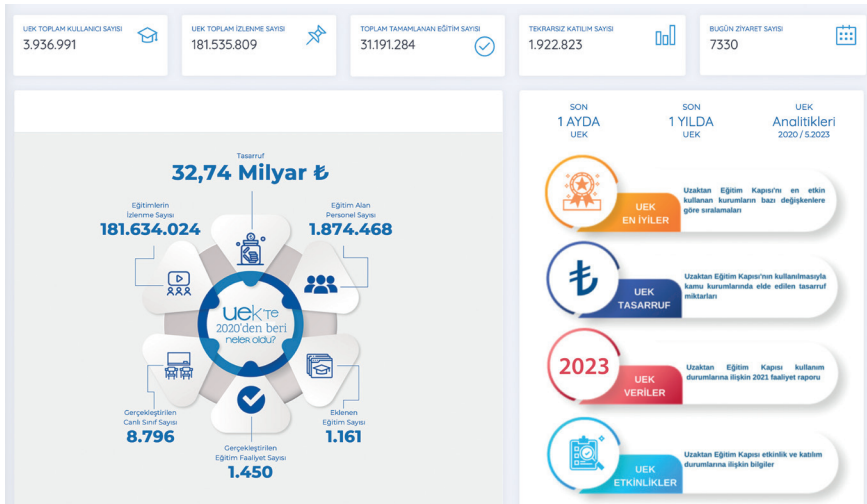 UEK TOPLAM KULLANICI SAYISI
3.936.991
UEK TOPLAM İZLENME SAYISI
181.535.809
TOPLAM TAMAMLANAN EĞİTİM SAYISI
31.191.284
TEKRARSIZ KATILIM SAYISI
1.922.823
BUGÜN ZİYARET SAYISI
7330
Tasarruf
32,74 Milyar ₺
Eğitimlerin
İzlenme Sayısı
181.634.024
Eğitim Alan
Personel Sayısı
1.874.468
uek'TE
2020'den beri
neler oldu?
Gerçekleştirilen
Canlı Sınıf Sayısı
8.796
Gerçekleştirilen
Eğitim Faaliyet Sayısı
1.450
Eklenen
Eğitim Sayısı
1.161
SON
1 AYDA
UEK
SON
1 YILDA
UEK
UEK
Analitikleri
2020 / 5.2023
UEK
EN İYİLER
Uzaktan Eğitim Kapısı'nı en etkin
kullanan kurumların bazı değişkenlere
göre sıralamaları
₺
UEK
TASARRUF
Uzaktan Eğitim Kapısı'nın kullanılmasıyla
kamu kurumlarında elde edilen tasarruf
miktarları
2023
UEK
VERİLER
Uzaktan Eğitim Kapısı kullanım
durumlarına ilişkin 2021 faaliyet raporu
UEK
ETKİNLİKLER
Uzaktan Eğitim Kapısı etkinlik ve katılım
durumlarına ilişkin bilgiler